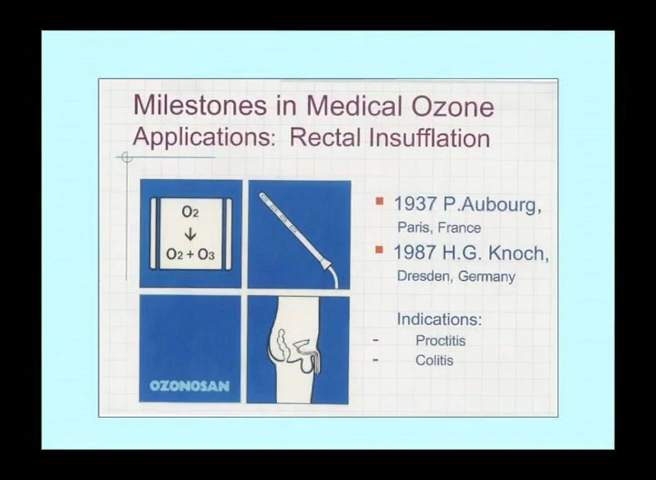 Milestones in Medical Ozone
Applications: Rectal Insufflation
O2
O2 + O3
OZONOSAN
1937 P.Aubourg,
Paris, France
1987 H.G. Knoch,
Dresden, Germany
Indications:
- Proctitis
- Colitis